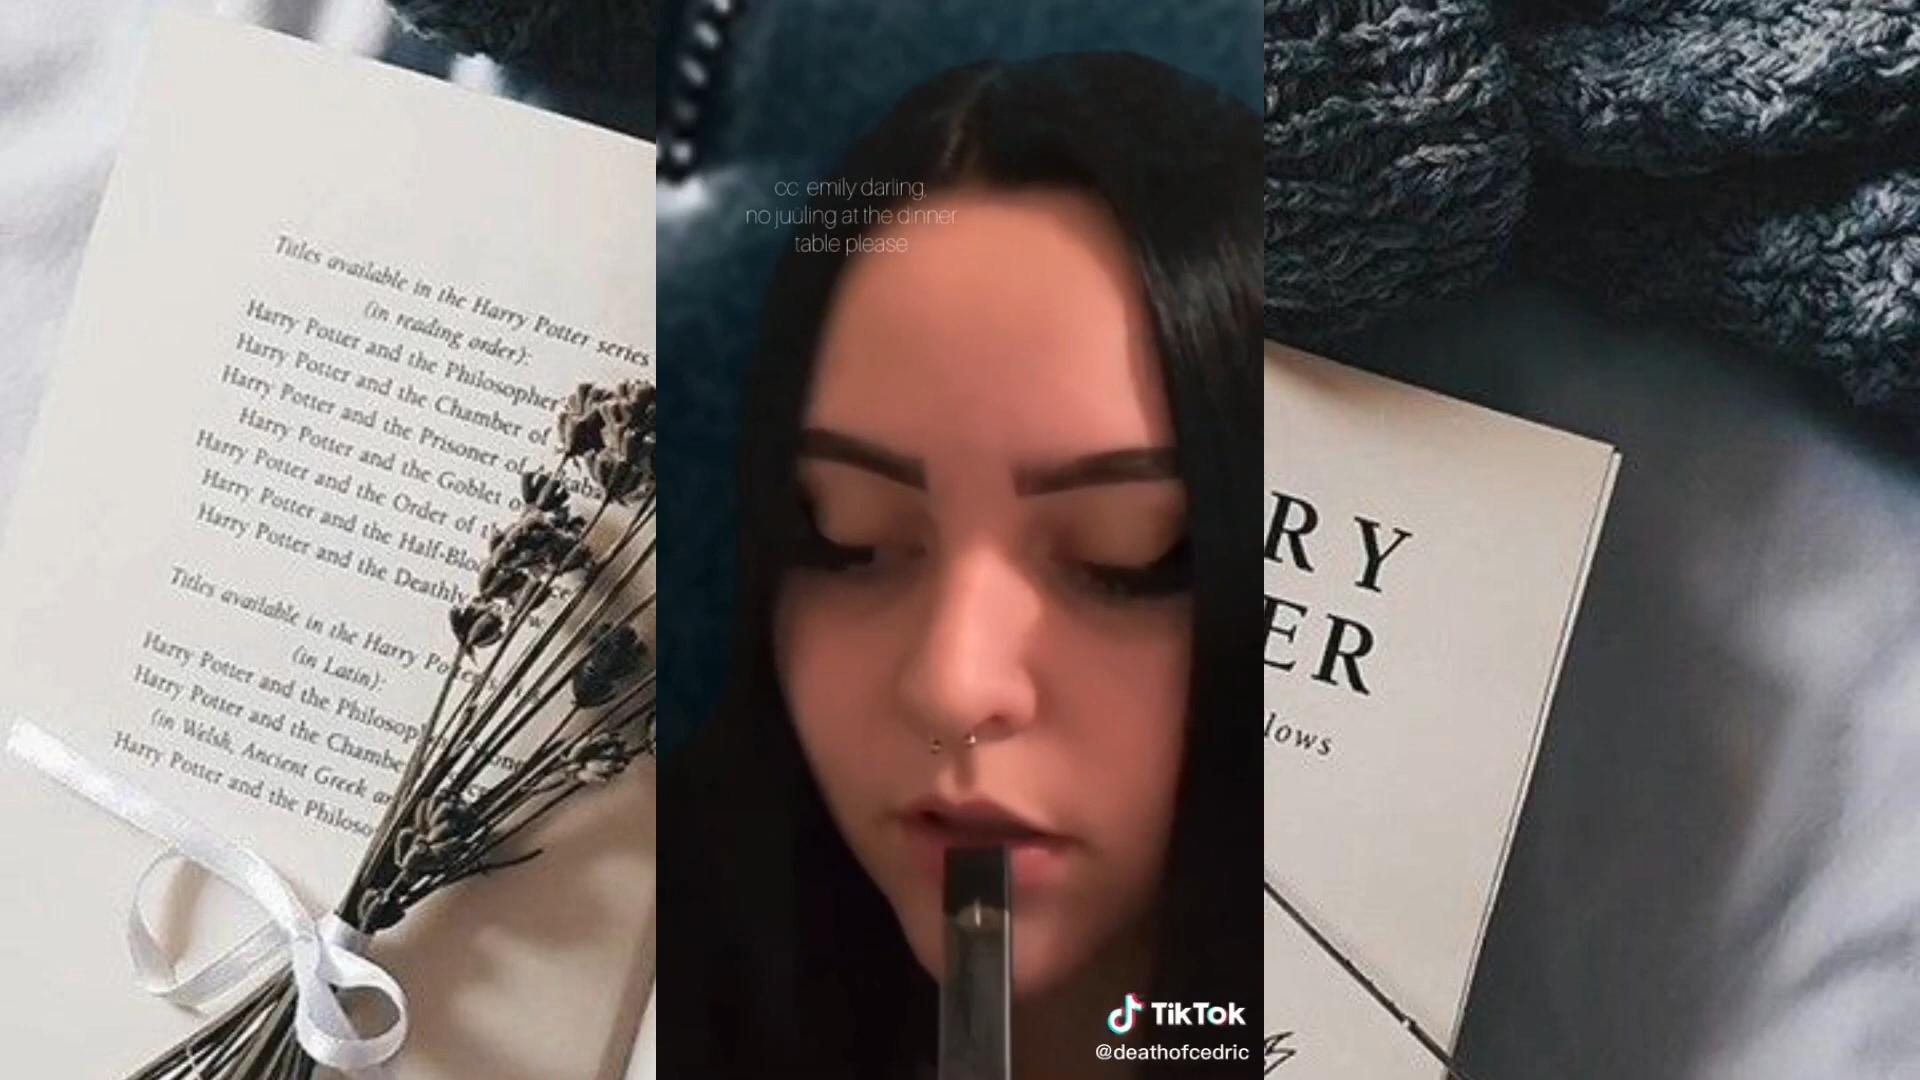 Titles available in the Harry Potter series
(in reading order):
Harry Potter and the Philosopher
Harry Potter and the Chamber of
Harry Potter and the Prisoner of
Harry Potter and the Goblet
Harry Potter and the Order of
Harry Potter and the Half-Bloo
Harry Potter and the Deathly
Titles available in the Harry
(in Latin):
Harry Potter and the Philosop
Harry Potter and the Chambe
(in Welsh, Ancient Greek
Harry Potter and the Philoso
cc: emily darling,
no juuling at the dinner
table please
TikTok
@deathofcedric
RY
ER
lows